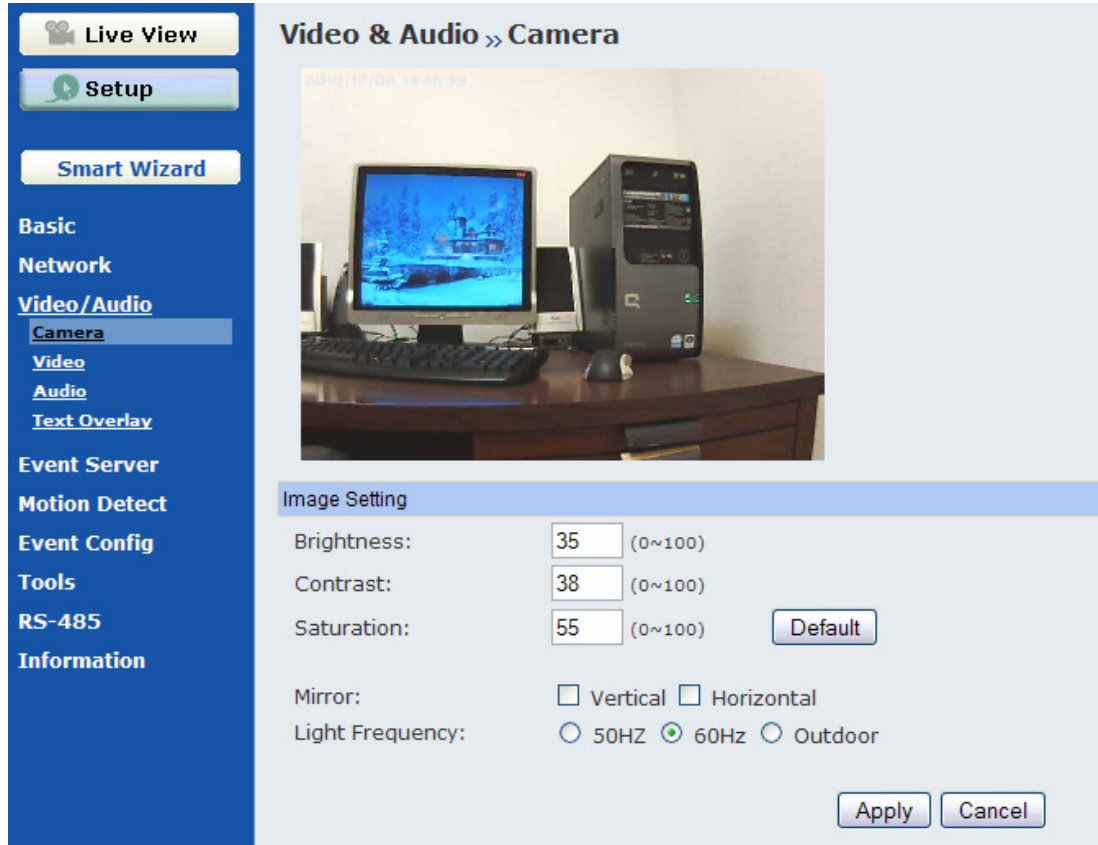 Live View
Setup
Smart Wizard
Basic
Network
Video/Audio
Camera
Video
Audio
Text Overlay
Event Server
Motion Detect
Event Config
Tools
RS-485
Information
Video & Audio » Camera
Image Setting
Brightness: 35 (0~100)
Contrast: 38 (0~100)
Saturation: 55 (0~100) Default
Mirror: Vertical Horizontal
Light Frequency: 50HZ 60Hz Outdoor
Apply Cancel